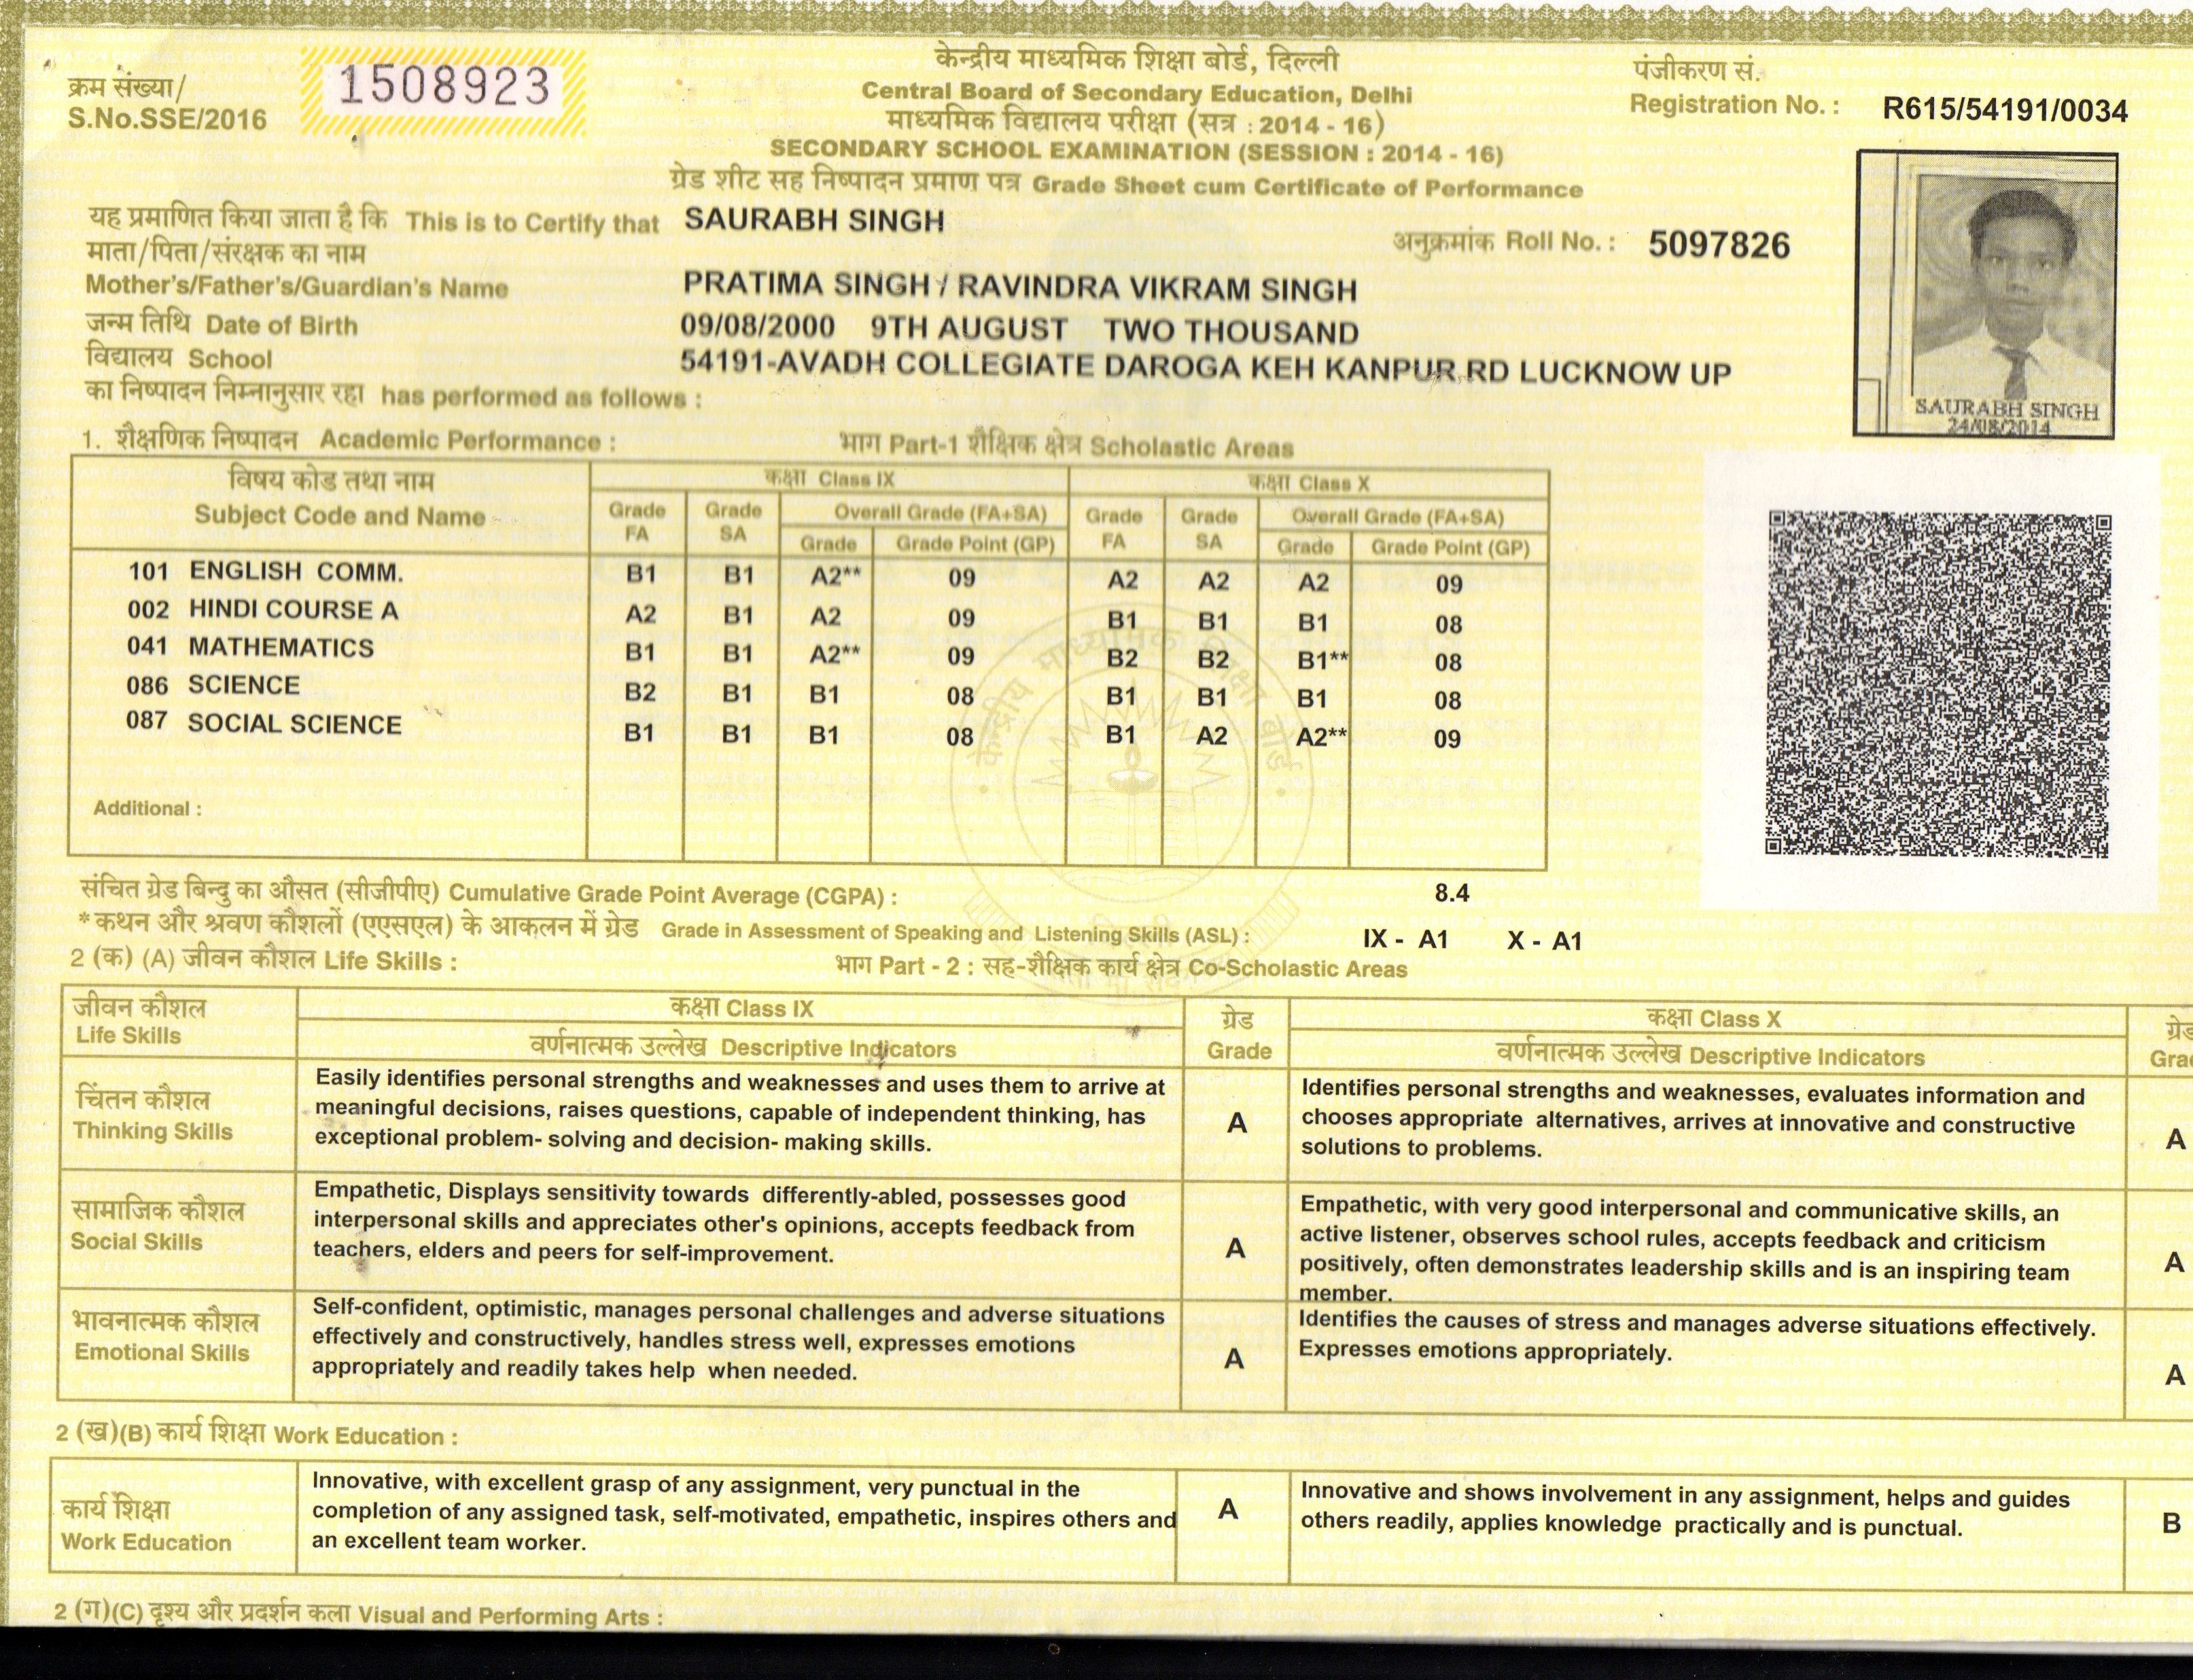 क्रम संख्या/
S.No.SSE/2016
1508923
केन्द्रीय माध्यमिक शिक्षा बोर्ड, दिल्ली
Central Board of Secondary Education, Delhi
माध्यमिक विद्यालय परीक्षा (सत्र : 2014 - 16)
SECONDARY SCHOOL EXAMINATION (SESSION : 2014 - 16)
ग्रेड शीट सह निष्पादन प्रमाण पत्र Grade Sheet cum Certificate of Performance
पंजीकरण सं.
Registration No. : R615/54191/0034
यह प्रमाणित किया जाता है कि This is to Certify that SAURABH SINGH
अनुक्रमांक Roll No. : 5097826
माता/पिता/संरक्षक का नाम
Mother's/Father's/Guardian's Name PRATIMA SINGH / RAVINDRA VIKRAM SINGH
जन्म तिथि Date of Birth 09/08/2000 9TH AUGUST TWO THOUSAND
विद्यालय School 54191-AVADH COLLEGIATE DAROGA KEH KANPUR RD LUCKNOW UP
का निष्पादन निम्नानुसार रहा has performed as follows :
SAURABH SINGH
24/08/2014
1. शैक्षणिक निष्पादन Academic Performance : भाग Part-1 शैक्षिक क्षेत्र Scholastic Areas
विषय कोड तथा नाम कक्षा Class IX कक्षा Class X
Subject Code and Name Grade FA Grade SA Overall Grade (FA+SA) Grade FA Grade SA Overall Grade (FA+SA)
Grade Grade Point (GP) Grade Grade Point (GP)
101 ENGLISH COMM. B1 B1 A2** 09 A2 A2 A2 09
002 HINDI COURSE A A2 B1 A2 09 B1 B1 B1 08
041 MATHEMATICS B1 B1 A2** 09 B2 B2 B1** 08
086 SCIENCE B2 B1 B1 08 B1 B1 B1 08
087 SOCIAL SCIENCE B1 B1 B1 08 B1 A2 A2** 09
Additional :
संचित ग्रेड बिन्दु का औसत (सीजीपीए) Cumulative Grade Point Average (CGPA) : 8.4
*कथन और श्रवण कौशलों (एएसएल) के आकलन में ग्रेड Grade in Assessment of Speaking and Listening Skills (ASL) : IX - A1 X - A1
2 (क) (A) जीवन कौशल Life Skills : भाग Part - 2 : सह-शैक्षिक कार्य क्षेत्र Co-Scholastic Areas
जीवन कौशल
Life Skills
कक्षा Class IX
वर्णनात्मक उल्लेख Descriptive Indicators
ग्रेड
Grade
कक्षा Class X
वर्णनात्मक उल्लेख Descriptive Indicators
चिंतन कौशल
Thinking Skills
Easily identifies personal strengths and weaknesses and uses them to arrive at
meaningful decisions, raises questions, capable of independent thinking, has
exceptional problem- solving and decision- making skills.
A
Identifies personal strengths and weaknesses, evaluates information and
chooses appropriate alternatives, arrives at innovative and constructive
solutions to problems.
A
सामाजिक कौशल
Social Skills
Empathetic, Displays sensitivity towards differently-abled, possesses good
interpersonal skills and appreciates other's opinions, accepts feedback from
teachers, elders and peers for self-improvement.
A
Empathetic, with very good interpersonal and communicative skills, an
active listener, observes school rules, accepts feedback and criticism
positively, often demonstrates leadership skills and is an inspiring team
member.
A
भावनात्मक कौशल
Emotional Skills
Self-confident, optimistic, manages personal challenges and adverse situations
effectively and constructively, handles stress well, expresses emotions
appropriately and readily takes help when needed.
A
Identifies the causes of stress and manages adverse situations effectively.
Expresses emotions appropriately.
A
2 (ख)(B) कार्य शिक्षा Work Education :
कार्य शिक्षा
Work Education
Innovative, with excellent grasp of any assignment, very punctual in the
completion of any assigned task, self-motivated, empathetic, inspires others and
an excellent team worker.
A
Innovative and shows involvement in any assignment, helps and guides
others readily, applies knowledge practically and is punctual.
B
2 (ग)(C) दृश्य और प्रदर्शन कला Visual and Performing Arts :